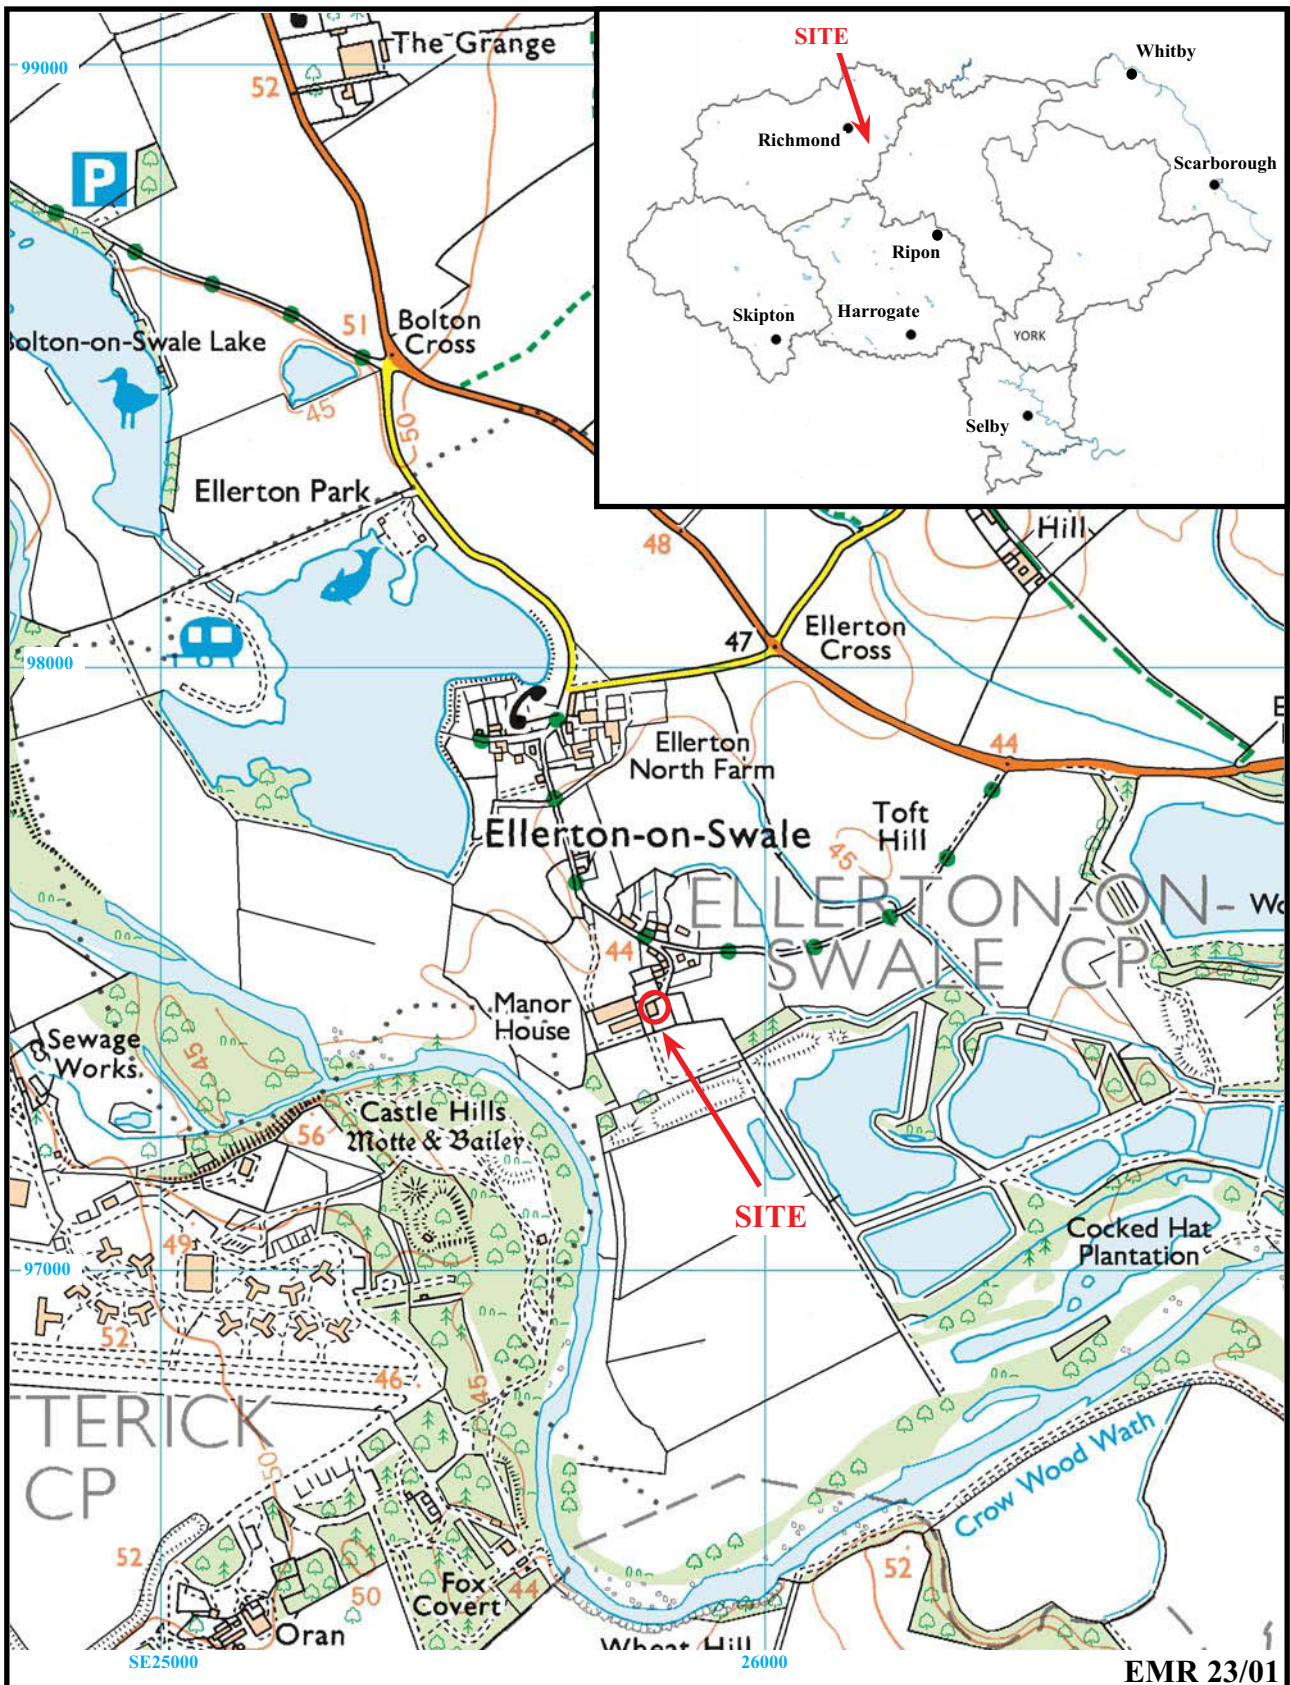 The Grange
99000
52
P
SITE
Whitby
Richmond
Scarborough
Ripon
Skipton
Harrogate
YORK
Selby
51
Bolton
Cross
Bolton-on-Swale Lake
45
50
Ellerton Park
48
Hill
47
Ellerton
Cross
98000
Ellerton
North Farm
44
Toft
Hill
Ellerton-on-Swale
45
ELLERTON-ON-
SWALE CP
44
Manor
House
Sewage
Works
45
Castle Hills
Motte & Bailey
56
SITE
Cocked Hat
Plantation
49
97000
52
46
45
TTERICK
CP
50
Crow Wood Wath
52
50
Fox
Covert
44
52
Oran
Wheat Hill
SE25000
26000
EMR 23/01